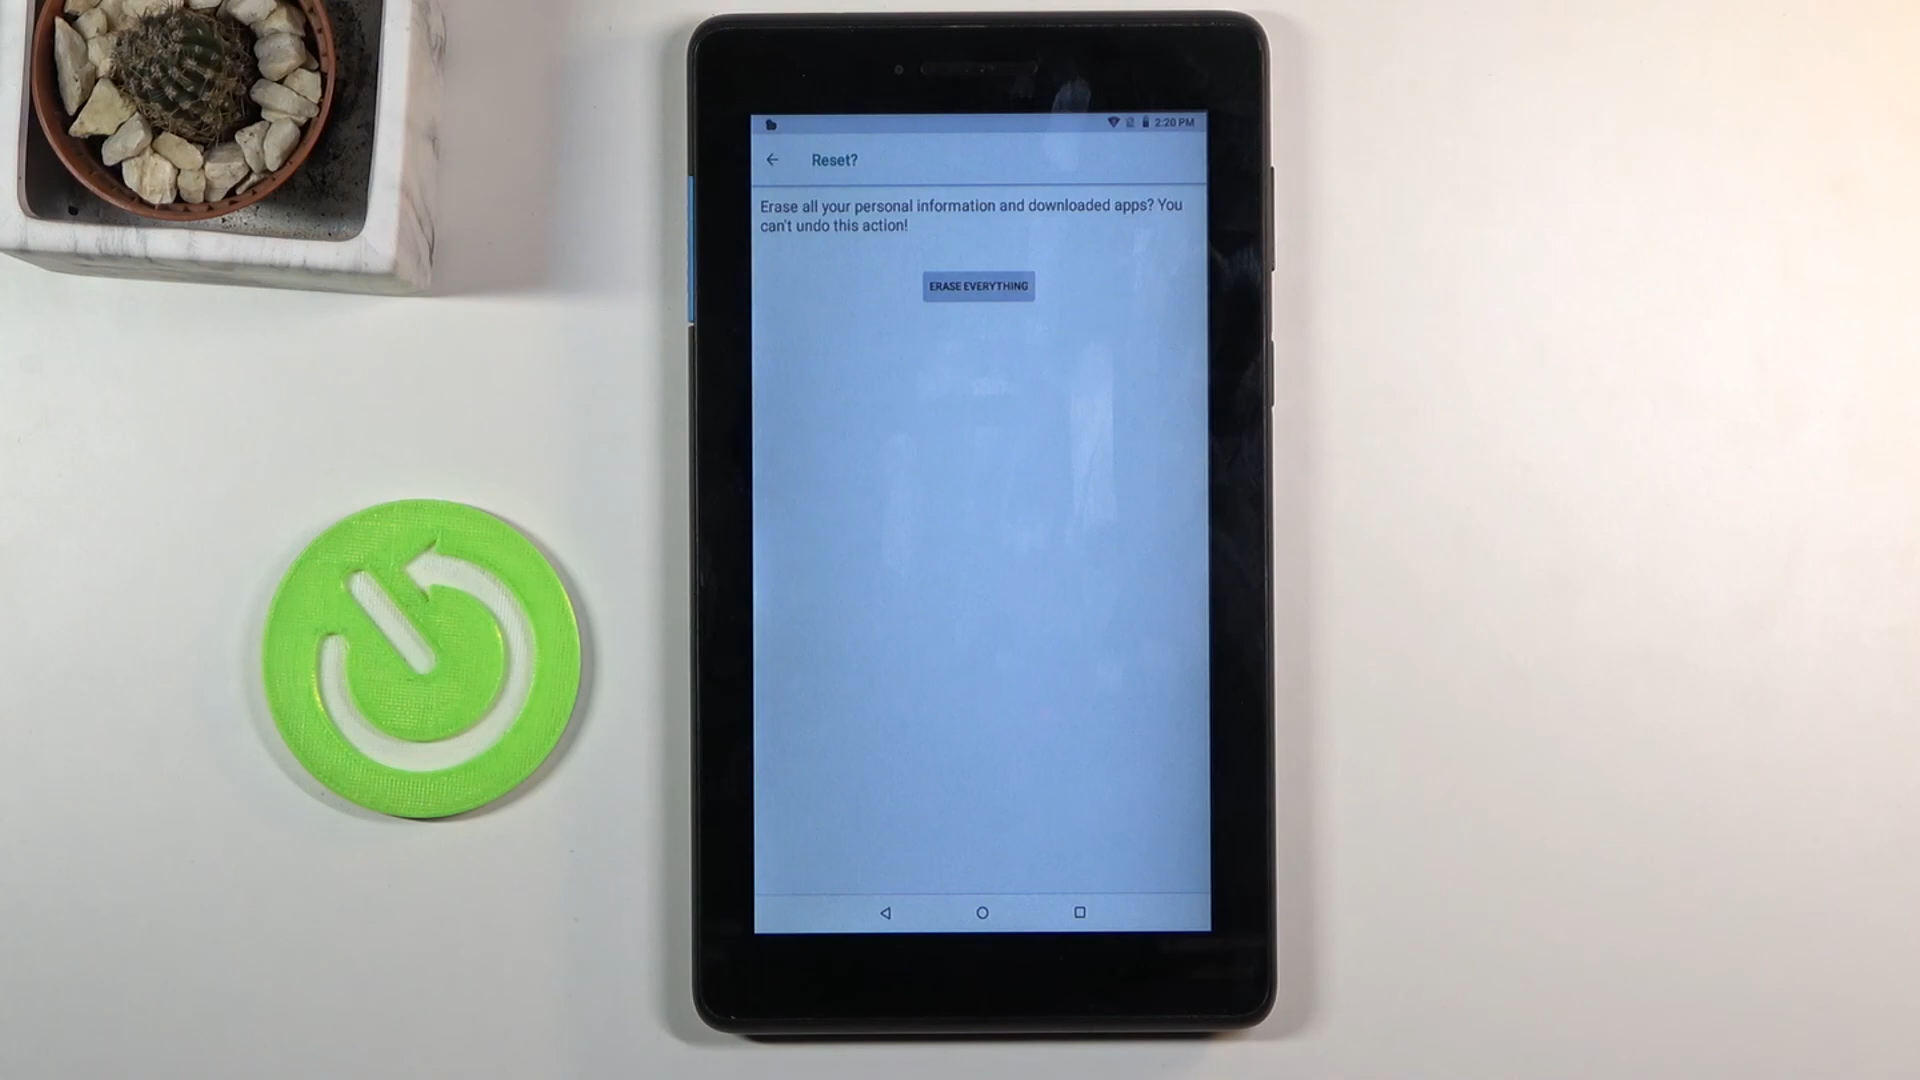 2:20 PM
Reset?
Erase all your personal information and downloaded apps? You
can't undo this action!
ERASE EVERYTHING